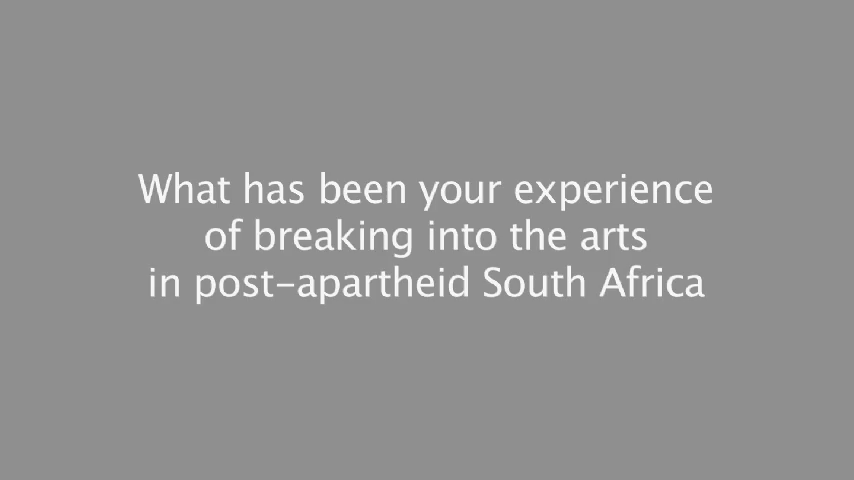 What has been your experience
of breaking into the arts
in post-apartheid South Africa